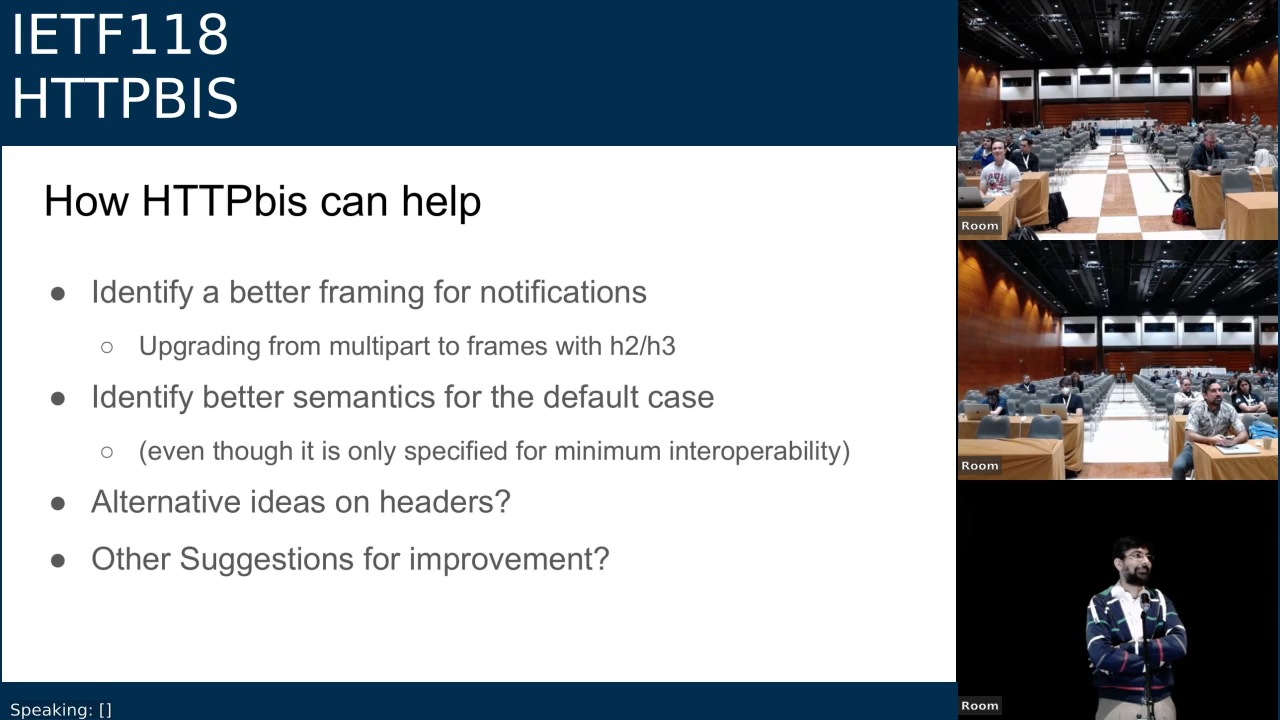 IETF118
HTTPBIS
How HTTPbis can help
● Identify a better framing for notifications
○ Upgrading from multipart to frames with h2/h3
● Identify better semantics for the default case
○ (even though it is only specified for minimum interoperability)
● Alternative ideas on headers?
● Other Suggestions for improvement?
Speaking: []
Room
Room
Room